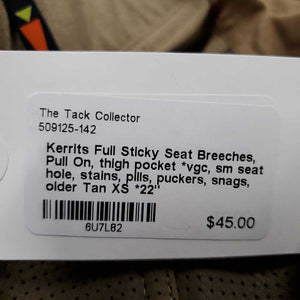 The Tack Collector
509125-142
Kerrits Full Sticky Seat Breeches,
Pull On, thigh pocket *vgc, sm seat
hole, stains, pills, puckers, snags,
older Tan XS *22"
6U7L82
$45.00